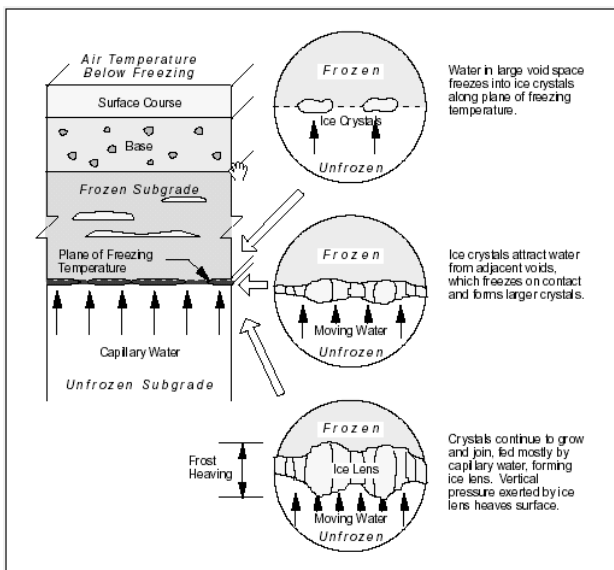 Air Temperature
Below Freezing
Surface Course
Base
Frozen Subgrade
Plane of Freezing
Temperature
Capillary Water
Unfrozen Subgrade
Frozen
Ice Crystals
Unfrozen
Water in large void space
freezes into ice crystals
along plane of freezing
temperature.
Frozen
Moving Water
Unfrozen
Ice crystals attract water
from adjacent voids,
which freezes on contact
and forms larger crystals.
Frost
Heaving
Frozen
Ice Lens
Moving Water
Unfrozen
Crystals continue to grow
and join, fed mostly by
capillary water, forming
ice lens. Vertical
pressure exerted by ice
lens heaves surface.